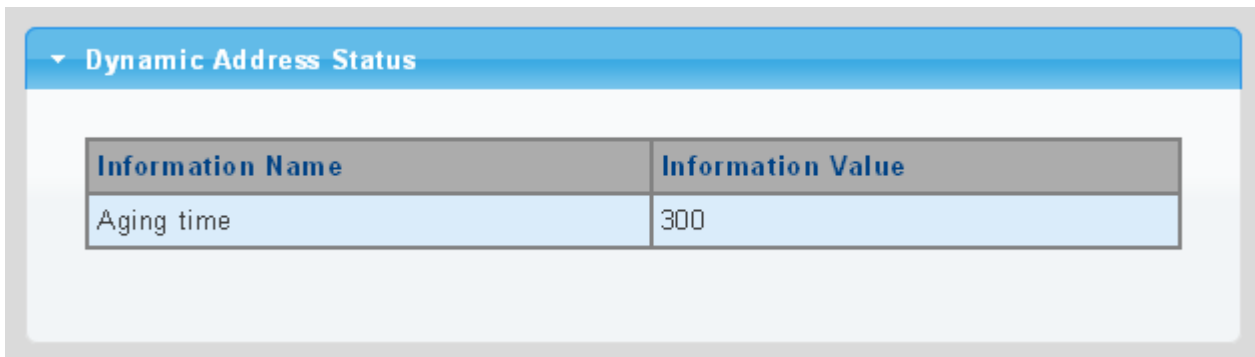 Dynamic Address Status
Information Name Information Value
Aging time 300